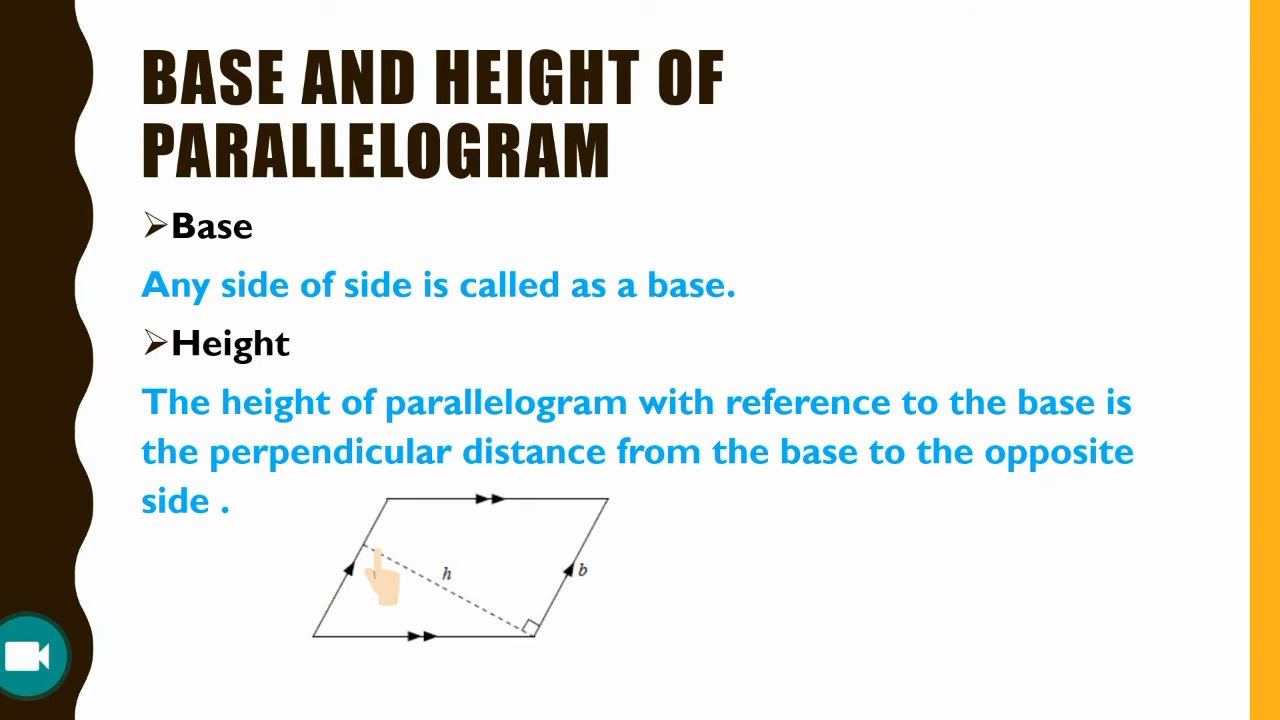 BASE AND HEIGHT OF
PARALLELOGRAM
➢Base
Any side of side is called as a base.
➢Height
The height of parallelogram with reference to the base is
the perpendicular distance from the base to the opposite
side .
h
b